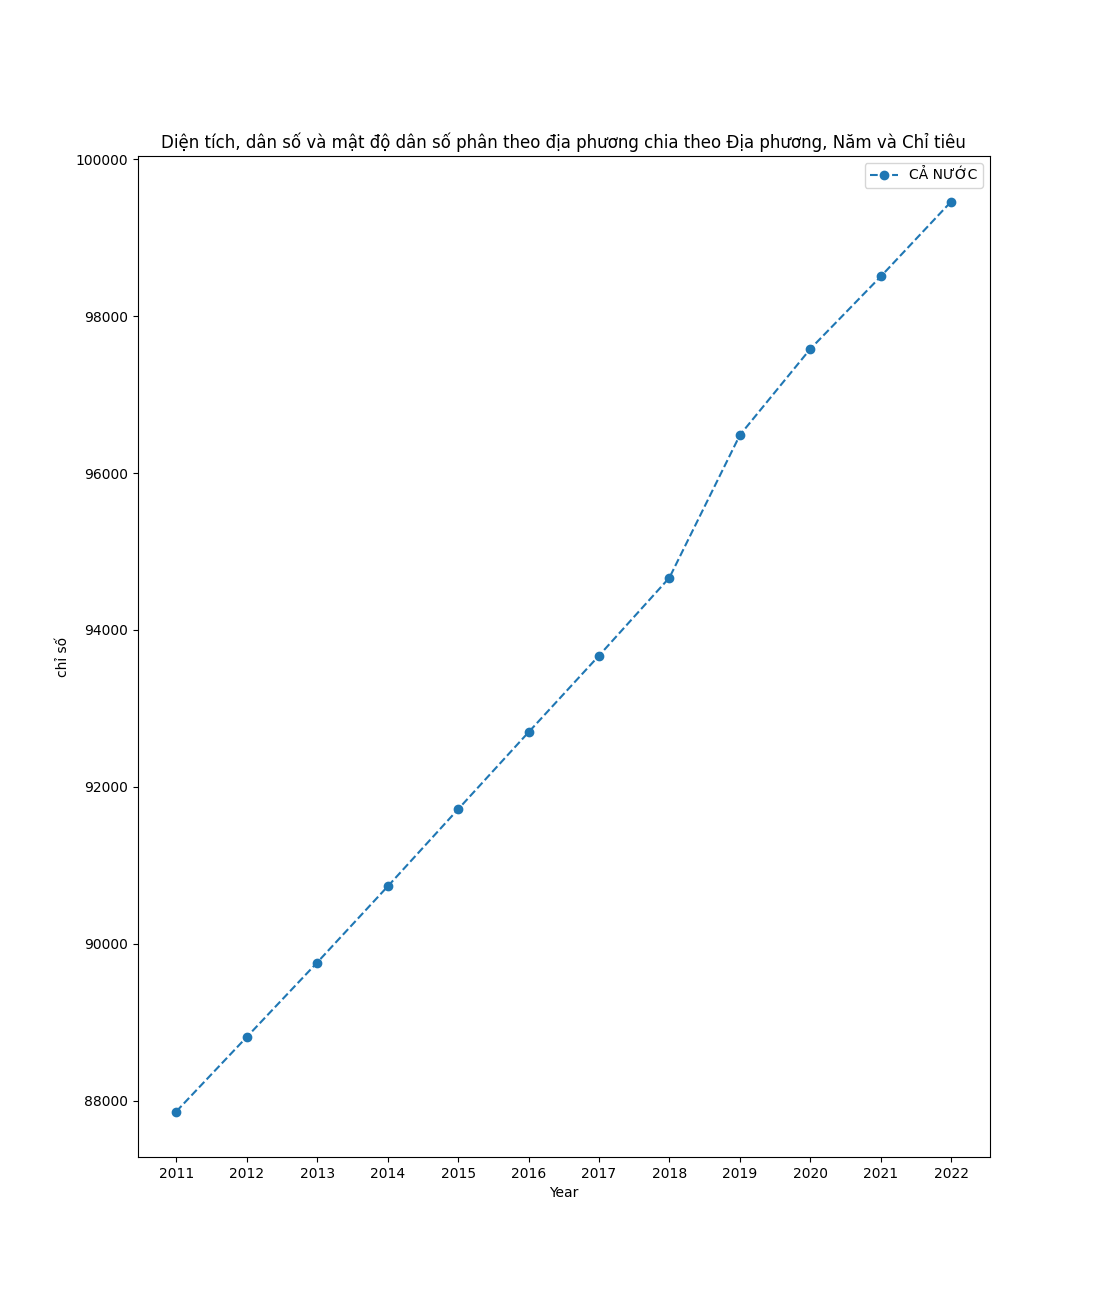 Diện tích, dân số và mật độ dân số phân theo địa phương chia theo Địa phương, Năm và Chỉ tiêu
CẢ NƯỚC
100000
98000
96000
94000
92000
90000
88000
chỉ số
2011 2012 2013 2014 2015 2016 2017 2018 2019 2020 2021 2022
Year